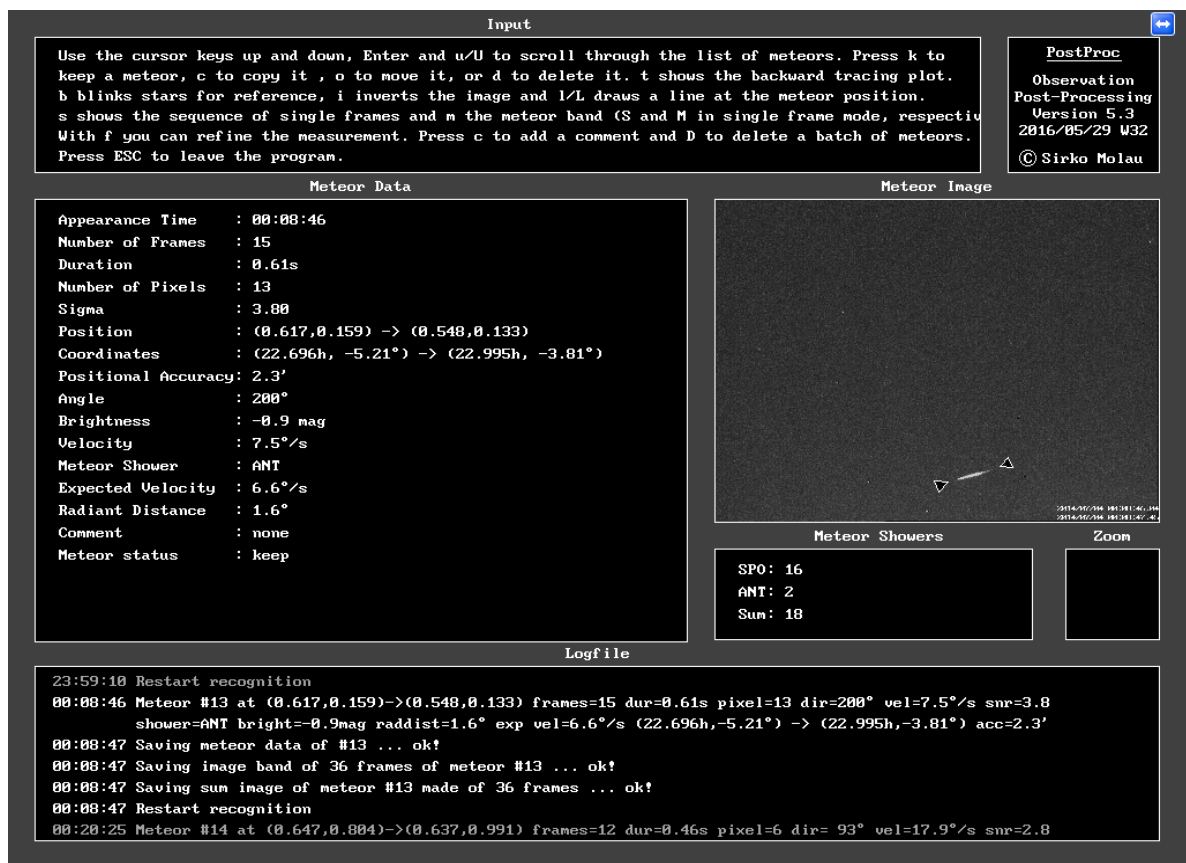 Input
Use the cursor keys up and down, Enter and u/U to scroll through the list of meteors. Press k to
keep a meteor, c to copy it , o to move it, or d to delete it. t shows the backward tracing plot.
b blinks stars for reference, i inverts the image and l/L draws a line at the meteor position.
s shows the sequence of single frames and m the meteor band (S and M in single frame mode, respectiv
With f you can refine the measurement. Press c to add a comment and D to delete a batch of meteors.
Press ESC to leave the program.
PostProc
Observation
Post-Processing
Version 5.3
2016/05/29 W32
© Sirko Molau
Meteor Data
Appearance Time : 00:08:46
Number of Frames : 15
Duration : 0.61s
Number of Pixels : 13
Sigma : 3.80
Position : (0.617,0.159) -> (0.548,0.133)
Coordinates : (22.696h, -5.21°) -> (22.995h, -3.81°)
Positional Accuracy: 2.3'
Angle : 200°
Brightness : -0.9 mag
Velocity : 7.5°/s
Meteor Shower : ANT
Expected Velocity : 6.6°/s
Radiant Distance : 1.6°
Comment : none
Meteor status : keep
Meteor Image
Meteor Showers
SPO: 16
ANT: 2
Sum: 18
Zoom
Logfile
23:59:10 Restart recognition
00:08:46 Meteor #13 at (0.617,0.159)->(0.548,0.133) frames=15 dur=0.61s pixel=13 dir=200° vel=7.5°/s snr=3.8
shower=ANT bright=-0.9mag raddist=1.6° exp vel=6.6°/s (22.696h,-5.21°) -> (22.995h,-3.81°) acc=2.3'
00:08:47 Saving meteor data of #13 ... ok!
00:08:47 Saving image band of 36 frames of meteor #13 ... ok!
00:08:47 Saving sum image of meteor #13 made of 36 frames ... ok!
00:08:47 Restart recognition
00:20:25 Meteor #14 at (0.647,0.804)->(0.637,0.991) frames=12 dur=0.46s pixel=6 dir= 93° vel=17.9°/s snr=2.8